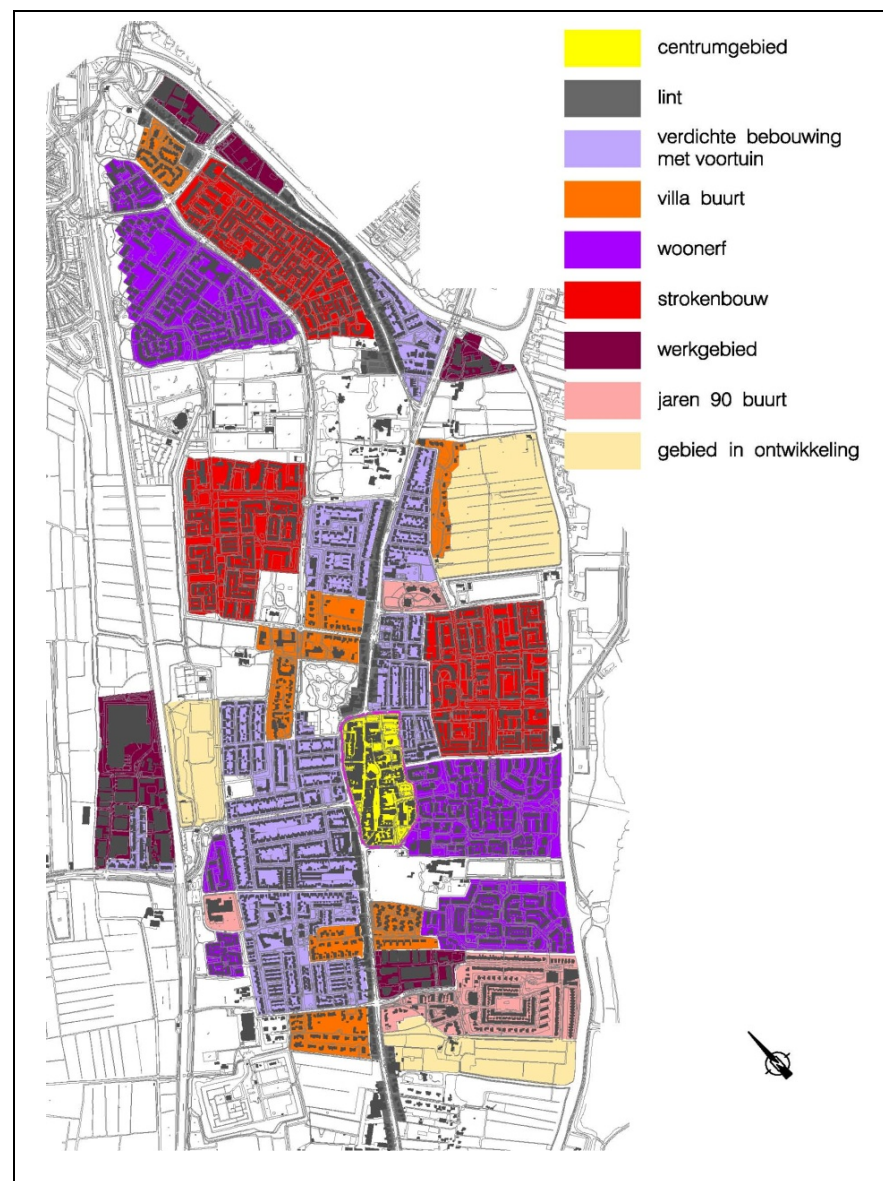 centrumgebied
lint
verdichte bebouwing
met voortuin
villa buurt
woonerf
strokenbouw
werkgebied
jaren 90 buurt
gebied in ontwikkeling